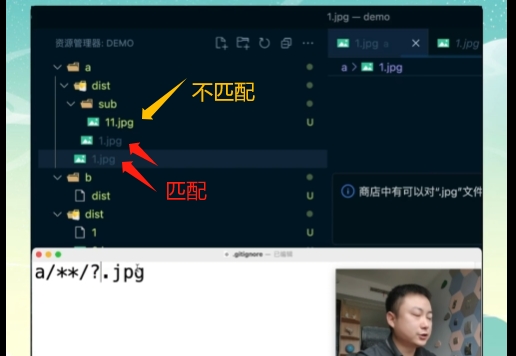 1.jpg — demo
资源管理器: DEMO
1.jpg
1.jpg
a > 1.jpg
a
dist
sub
11.jpg U
1.jpg
1.jpg
b
dist U
dist
1 U
不匹配
匹配
商店中有可以对“.jpg”文件
.gitignore — 已编辑
a/**/?.jpg